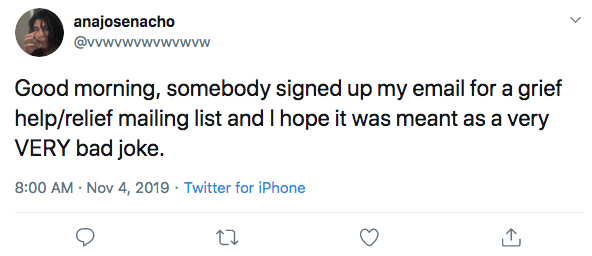 anajosenacho
@vvwvwvwvwvwvw
Good morning, somebody signed up my email for a grief
help/relief mailing list and I hope it was meant as a very
VERY bad joke.
8:00 AM · Nov 4, 2019 · Twitter for iPhone